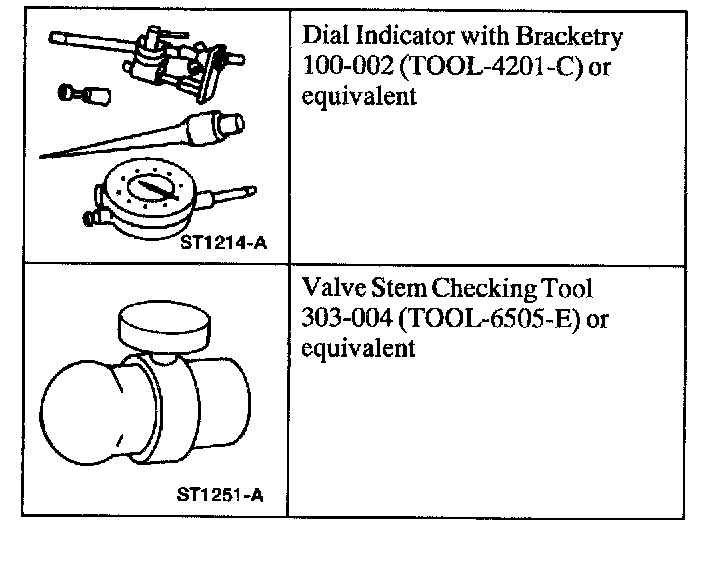 Dial Indicator with Bracketry
100-002 (TOOL-4201-C) or
equivalent
ST1214-A
Valve Stem Checking Tool
303-004 (TOOL-6505-E) or
equivalent
ST1251-A